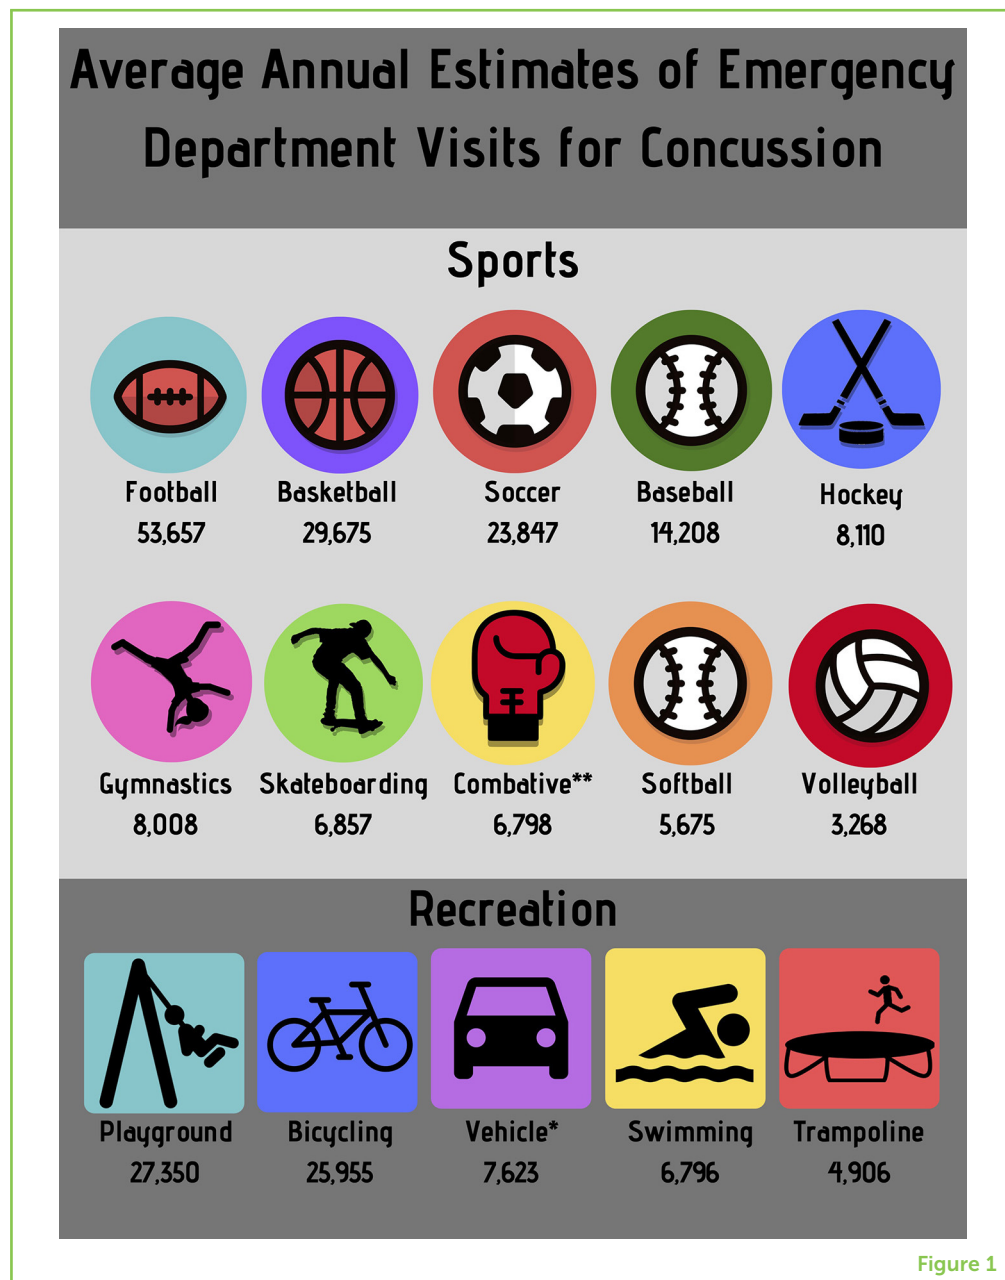 Average Annual Estimates of Emergency
Department Visits for Concussion
Sports
Football Basketball Soccer Baseball Hockey
53,657 29,675 23,847 14,208 8,110
Gymnastics Skateboarding Combative** Softball Volleyball
8,008 6,857 6,798 5,675 3,268
Recreation
Playground Bicycling Vehicle* Swimming Trampoline
27,350 25,955 7,623 6,796 4,906
Figure 1